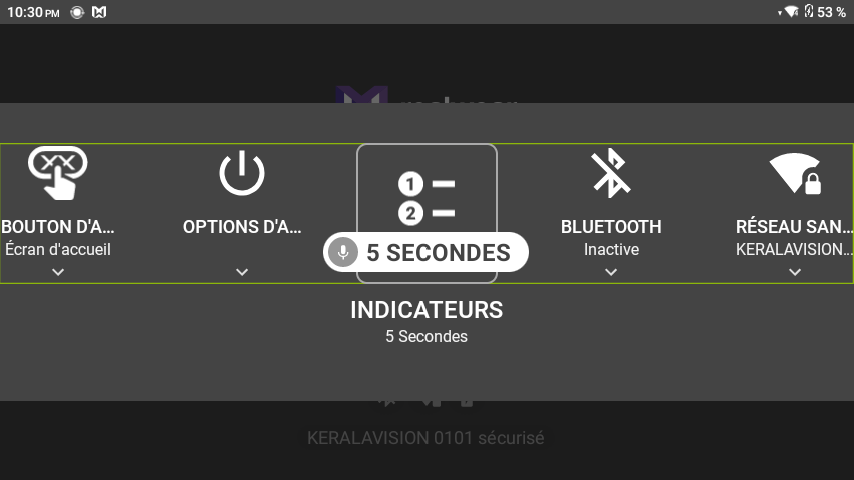 10:30 PM
53 %
BOUTON D'A...
Écran d'accueil
OPTIONS D'A...
1
2
5 SECONDES
INDICATEURS
5 Secondes
BLUETOOTH
Inactive
RÉSEAU SAN...
KERALAVISION...
KERALAVISION 0101 sécurisé